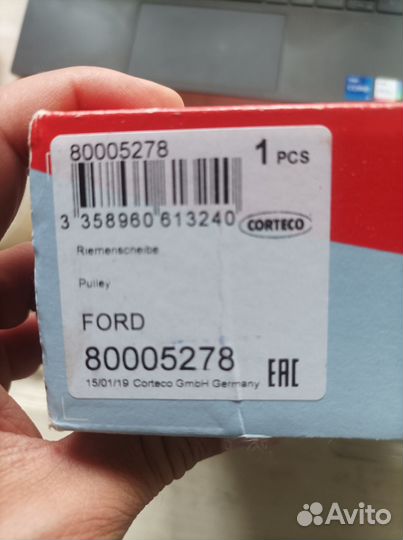 80005278
1 PCS
3 358960 613240
CORTECO
Riemenscheibe
Pulley
FORD
80005278
15/01/19 Corteco GmbH Germany
EAC
Avito